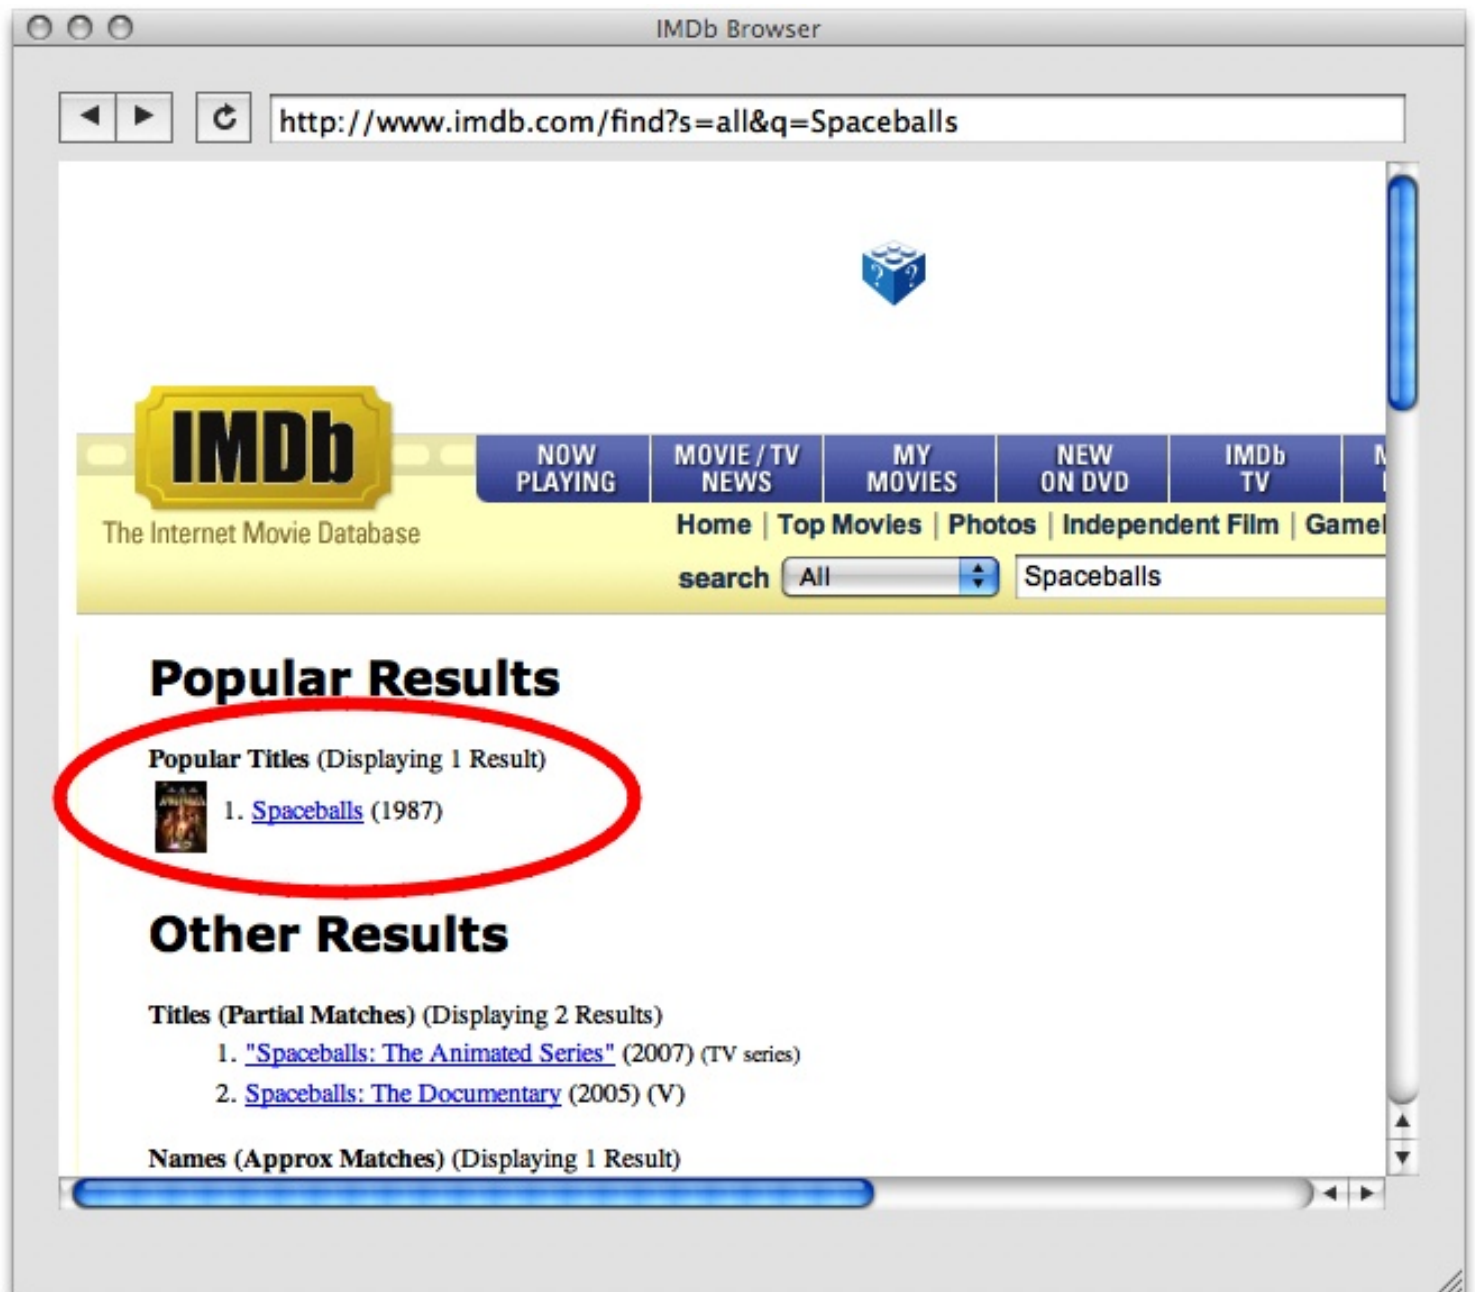 IMDb Browser
http://www.imdb.com/find?s=all&q=Spaceballs
? ?
IMDb
The Internet Movie Database
NOW PLAYING
MOVIE / TV NEWS
MY MOVIES
NEW ON DVD
IMDb TV
Home | Top Movies | Photos | Independent Film |
search All Spaceballs
Popular Results
Popular Titles (Displaying 1 Result)
1. Spaceballs (1987)
Other Results
Titles (Partial Matches) (Displaying 2 Results)
1. "Spaceballs: The Animated Series" (2007) (TV series)
2. Spaceballs: The Documentary (2005) (V)
Names (Approx Matches) (Displaying 1 Result)